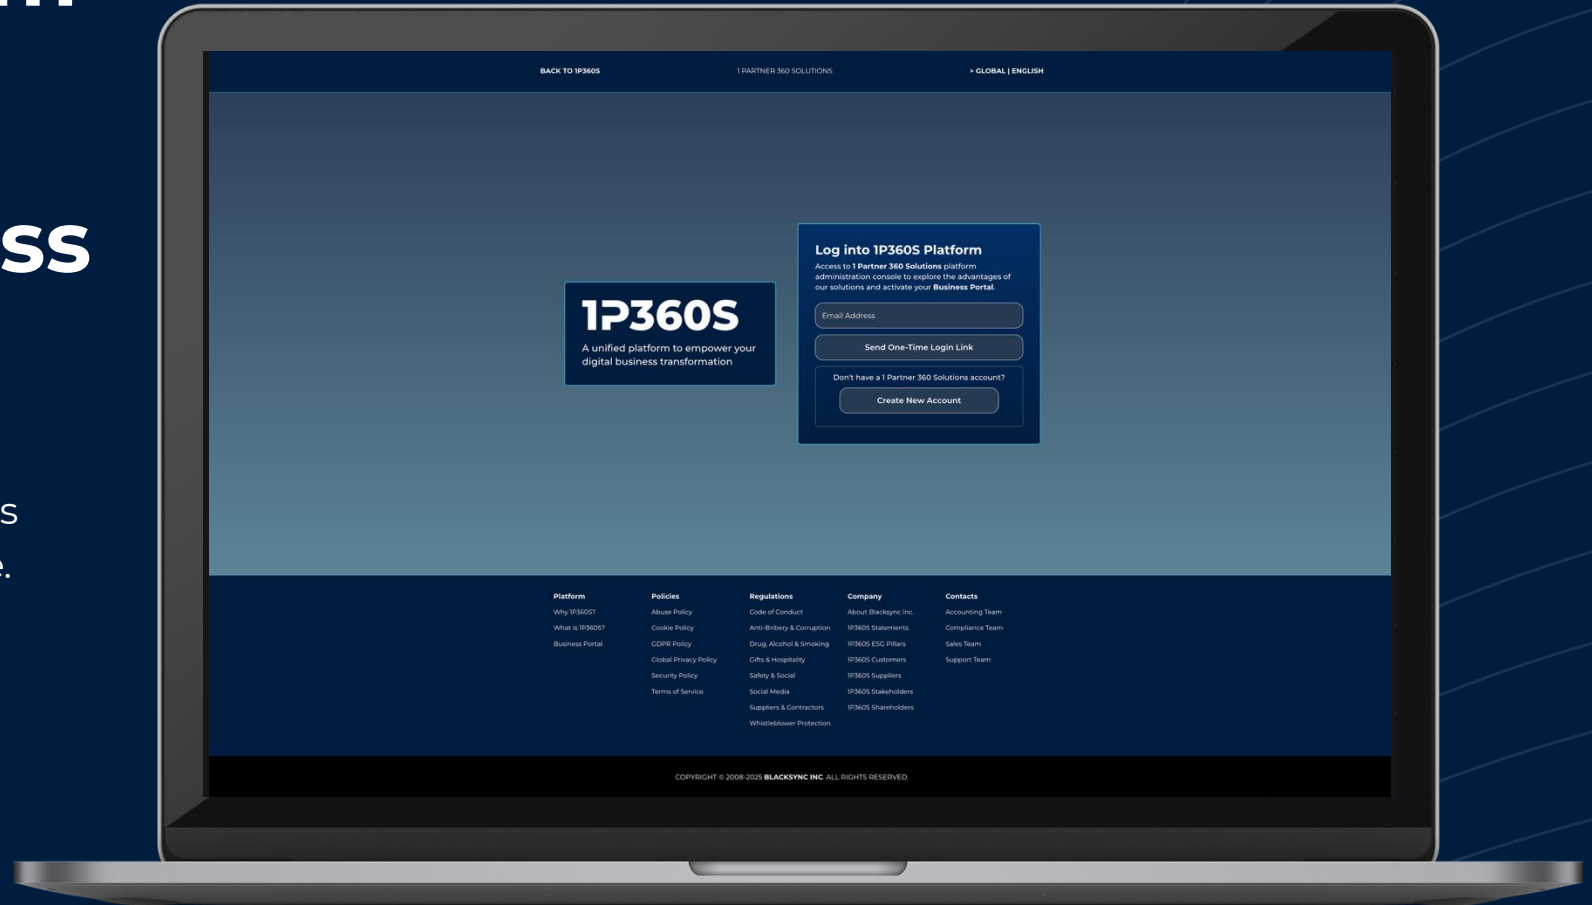 ss
s
e.
BACK TO 1P360S
1 PARTNER 360 SOLUTIONS
> GLOBAL | ENGLISH
1P360S
A unified platform to empower your
digital business transformation
Log into 1P360S Platform
Access to 1 Partner 360 Solutions platform
administration console to explore the advantages of
our solutions and activate your Business Portal.
Email Address
Send One-Time Login Link
Don't have a 1 Partner 360 Solutions account?
Create New Account
Platform
Why 1P360S?
What is 1P360S?
Business Portal
Policies
Abuse Policy
Cookie Policy
GDPR Policy
Global Privacy Policy
Security Policy
Terms of Service
Regulations
Code of Conduct
Anti-Bribery & Corruption
Drug, Alcohol & Smoking
Gifts & Hospitality
Safety & Social
Social Media
Suppliers & Contractors
Whistleblower Protection
Company
About Blacksync Inc.
1P360S Statements
1P360S ESG Pillars
1P360S Customers
1P360S Suppliers
1P360S Stakeholders
1P360S Shareholders
Contacts
Accounting Team
Compliance Team
Sales Team
Support Team
COPYRIGHT © 2008-2025 BLACKSYNC INC. ALL RIGHTS RESERVED.